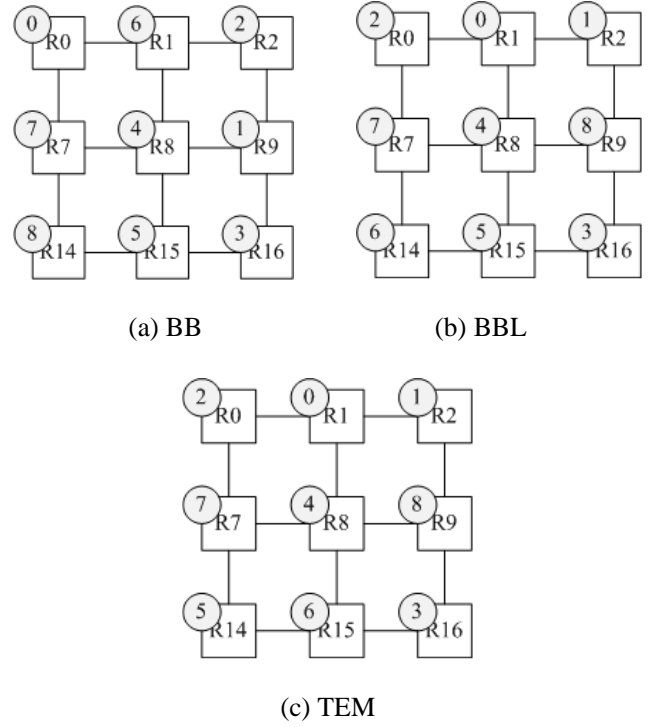 0 R0 6 R1 2 R2
7 R7 4 R8 1 R9
8 R14 5 R15 3 R16
(a) BB
2 R0 0 R1 1 R2
7 R7 4 R8 8 R9
6 R14 5 R15 3 R16
(b) BBL
2 R0 0 R1 1 R2
7 R7 4 R8 8 R9
5 R14 6 R15 3 R16
(c) TEM